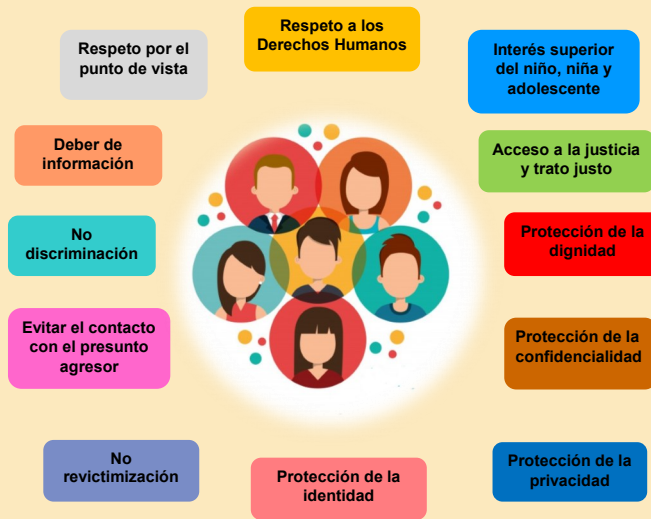 Respeto a los
Derechos Humanos
Respeto por el
punto de vista
Interés superior
del niño, niña y
adolescente
Deber de
información
Acceso a la justicia
y trato justo
No
discriminación
Protección de la
dignidad
Evitar el contacto
con el presunto
agresor
Protección de la
confidencialidad
No
revictimización
Protección de la
identidad
Protección de la
privacidad